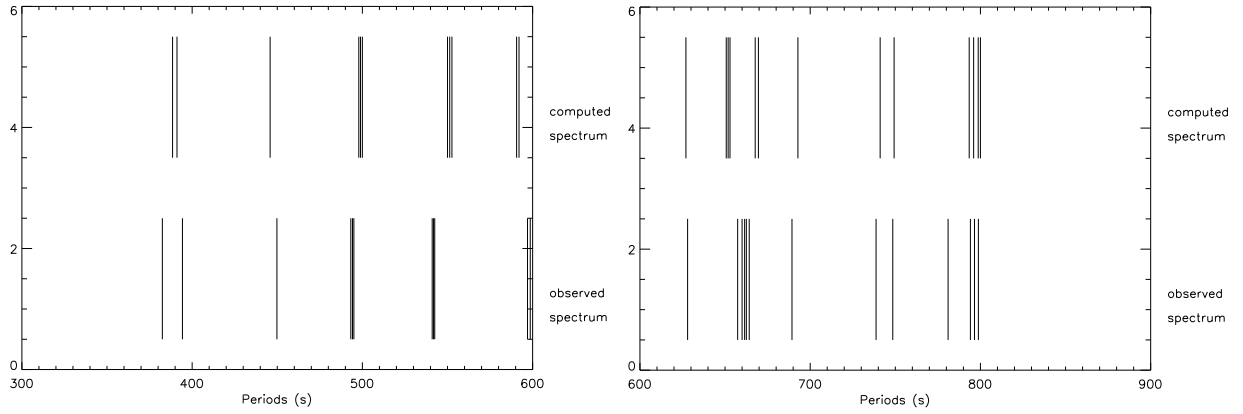 6
4
2
0
300
400
500
600
Periods (s)
computed
spectrum
observed
spectrum
6
4
2
0
600
700
800
900
Periods (s)
computed
spectrum
observed
spectrum